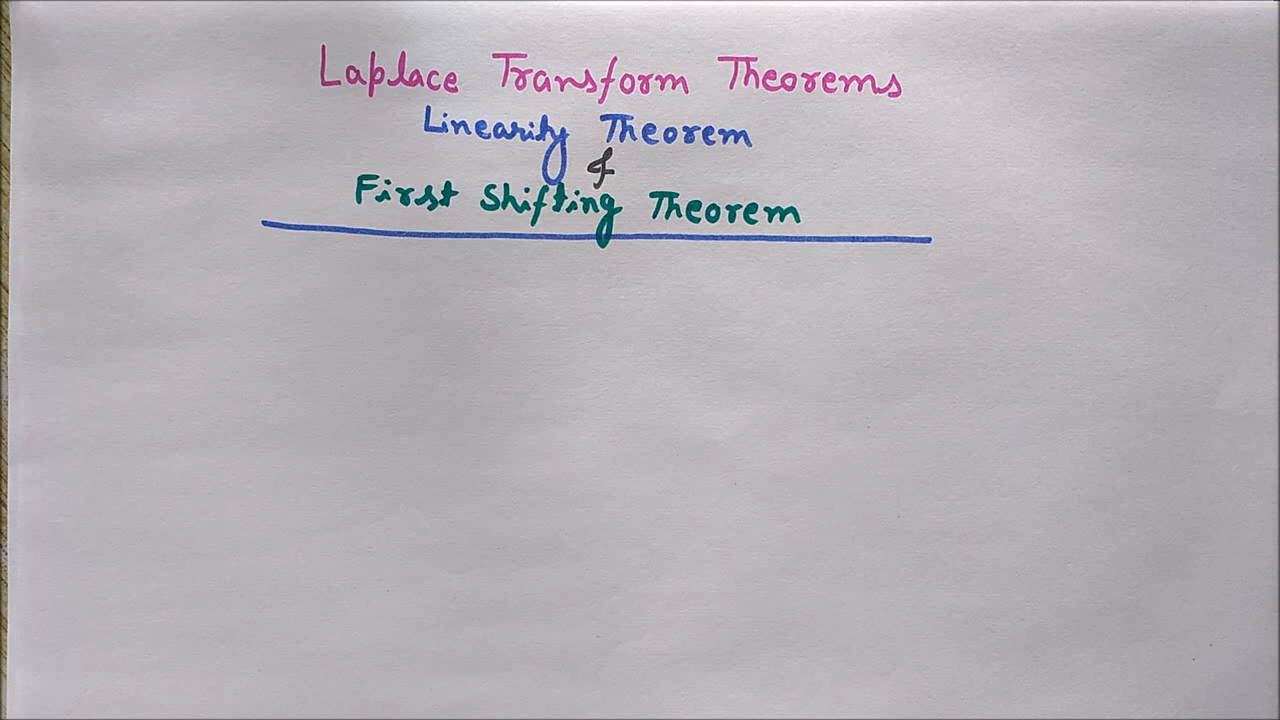 Laplace Transform Theorems
Linearity Theorem
&
First Shifting Theorem